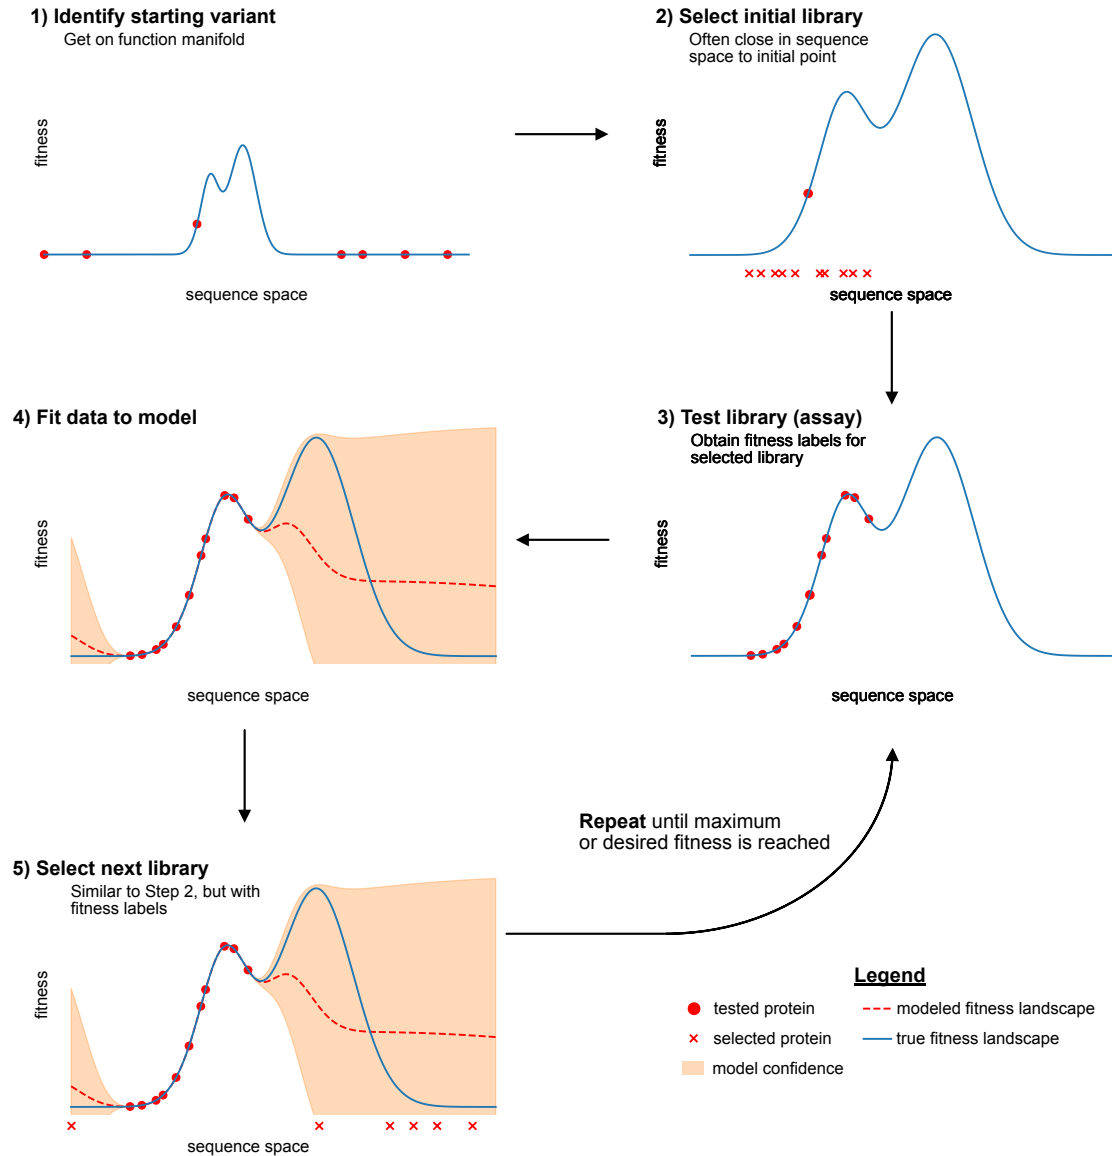 1) Identify starting variant
Get on function manifold
fitness
sequence space
2) Select initial library
Often close in sequence
space to initial point
fitness
sequence space
3) Test library (assay)
Obtain fitness labels for
selected library
fitness
sequence space
4) Fit data to model
fitness
sequence space
5) Select next library
Similar to Step 2, but with
fitness labels
fitness
sequence space
Repeat until maximum
or desired fitness is reached
Legend
tested protein
selected protein
model confidence
modeled fitness landscape
true fitness landscape